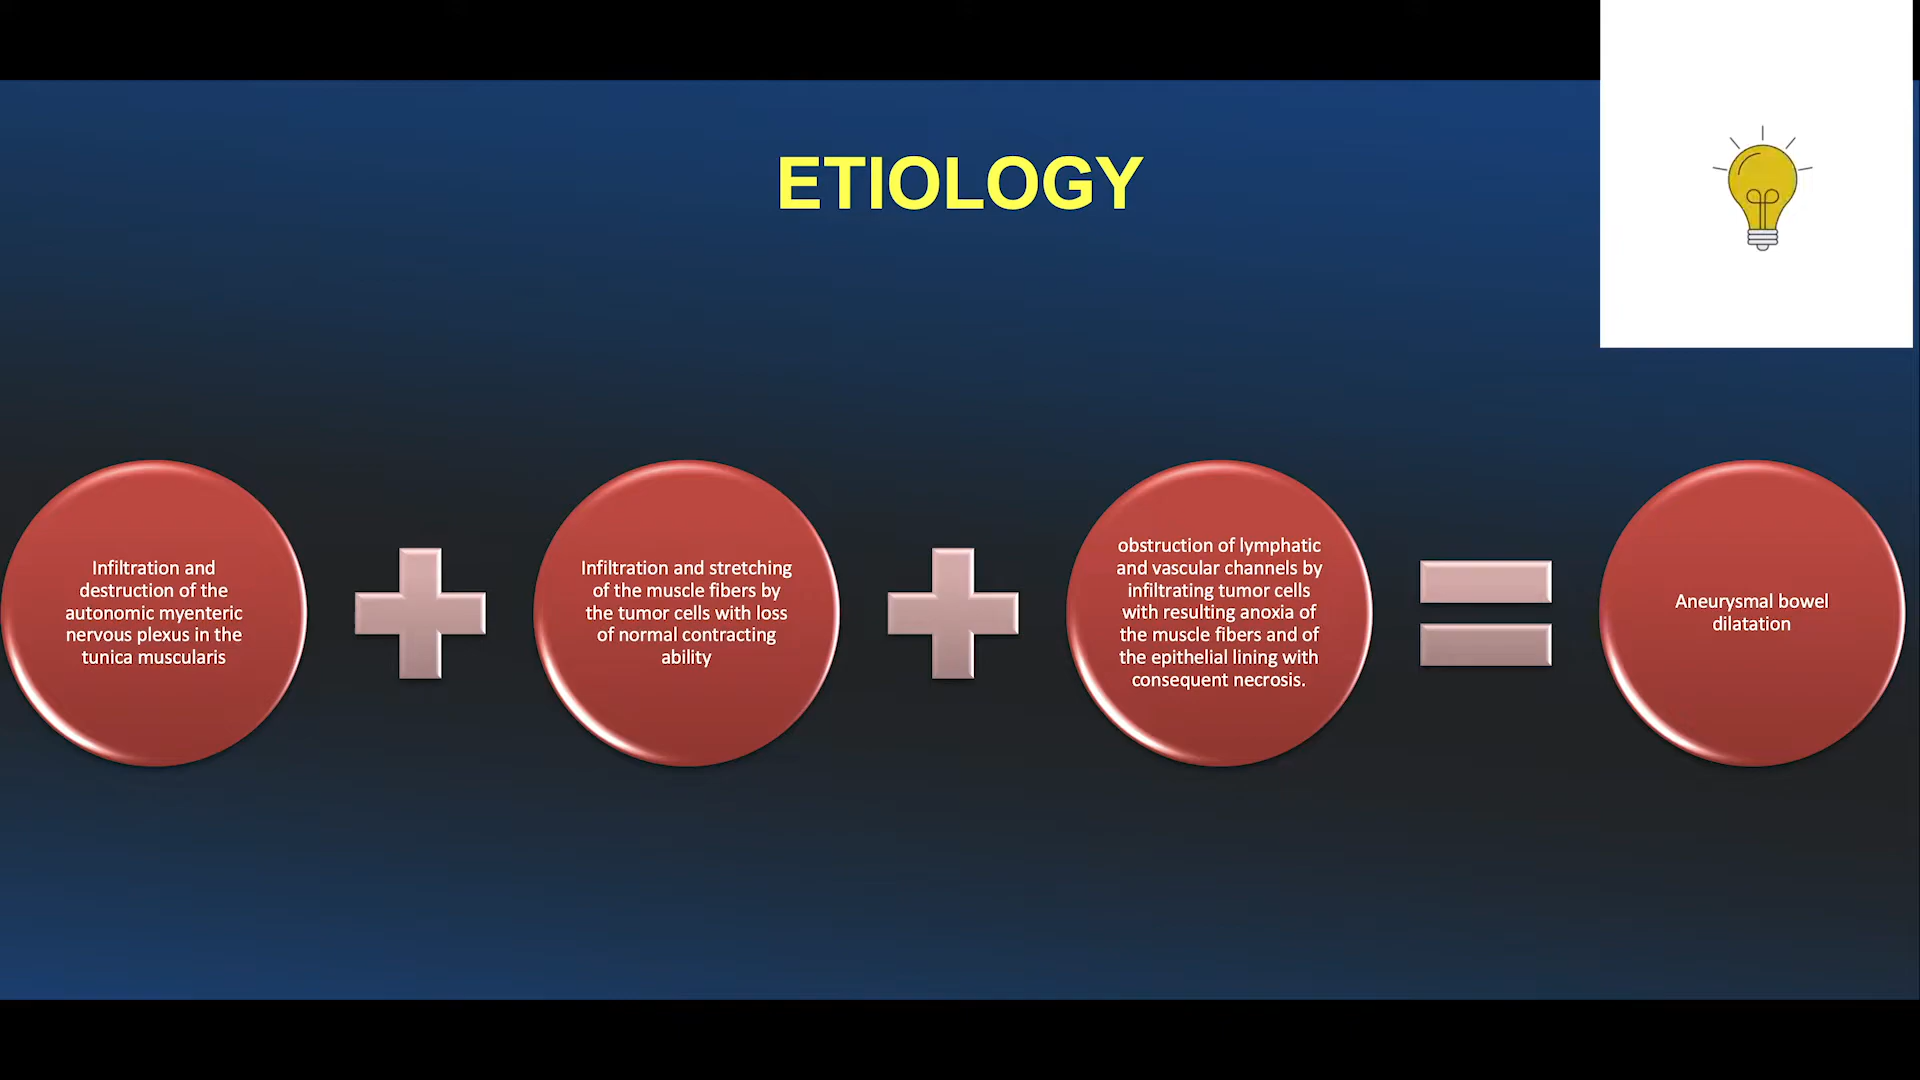 ETIOLOGY
Infiltration and
destruction of the
autonomic myenteric
nervous plexus in the
tunica muscularis
Infiltration and stretching
of the muscle fibers by
the tumor cells with loss
of normal contracting
ability
obstruction of lymphatic
and vascular channels by
infiltrating tumor cells
with resulting anoxia of
the muscle fibers and of
the epithelial lining with
consequent necrosis.
Aneurysmal bowel
dilatation